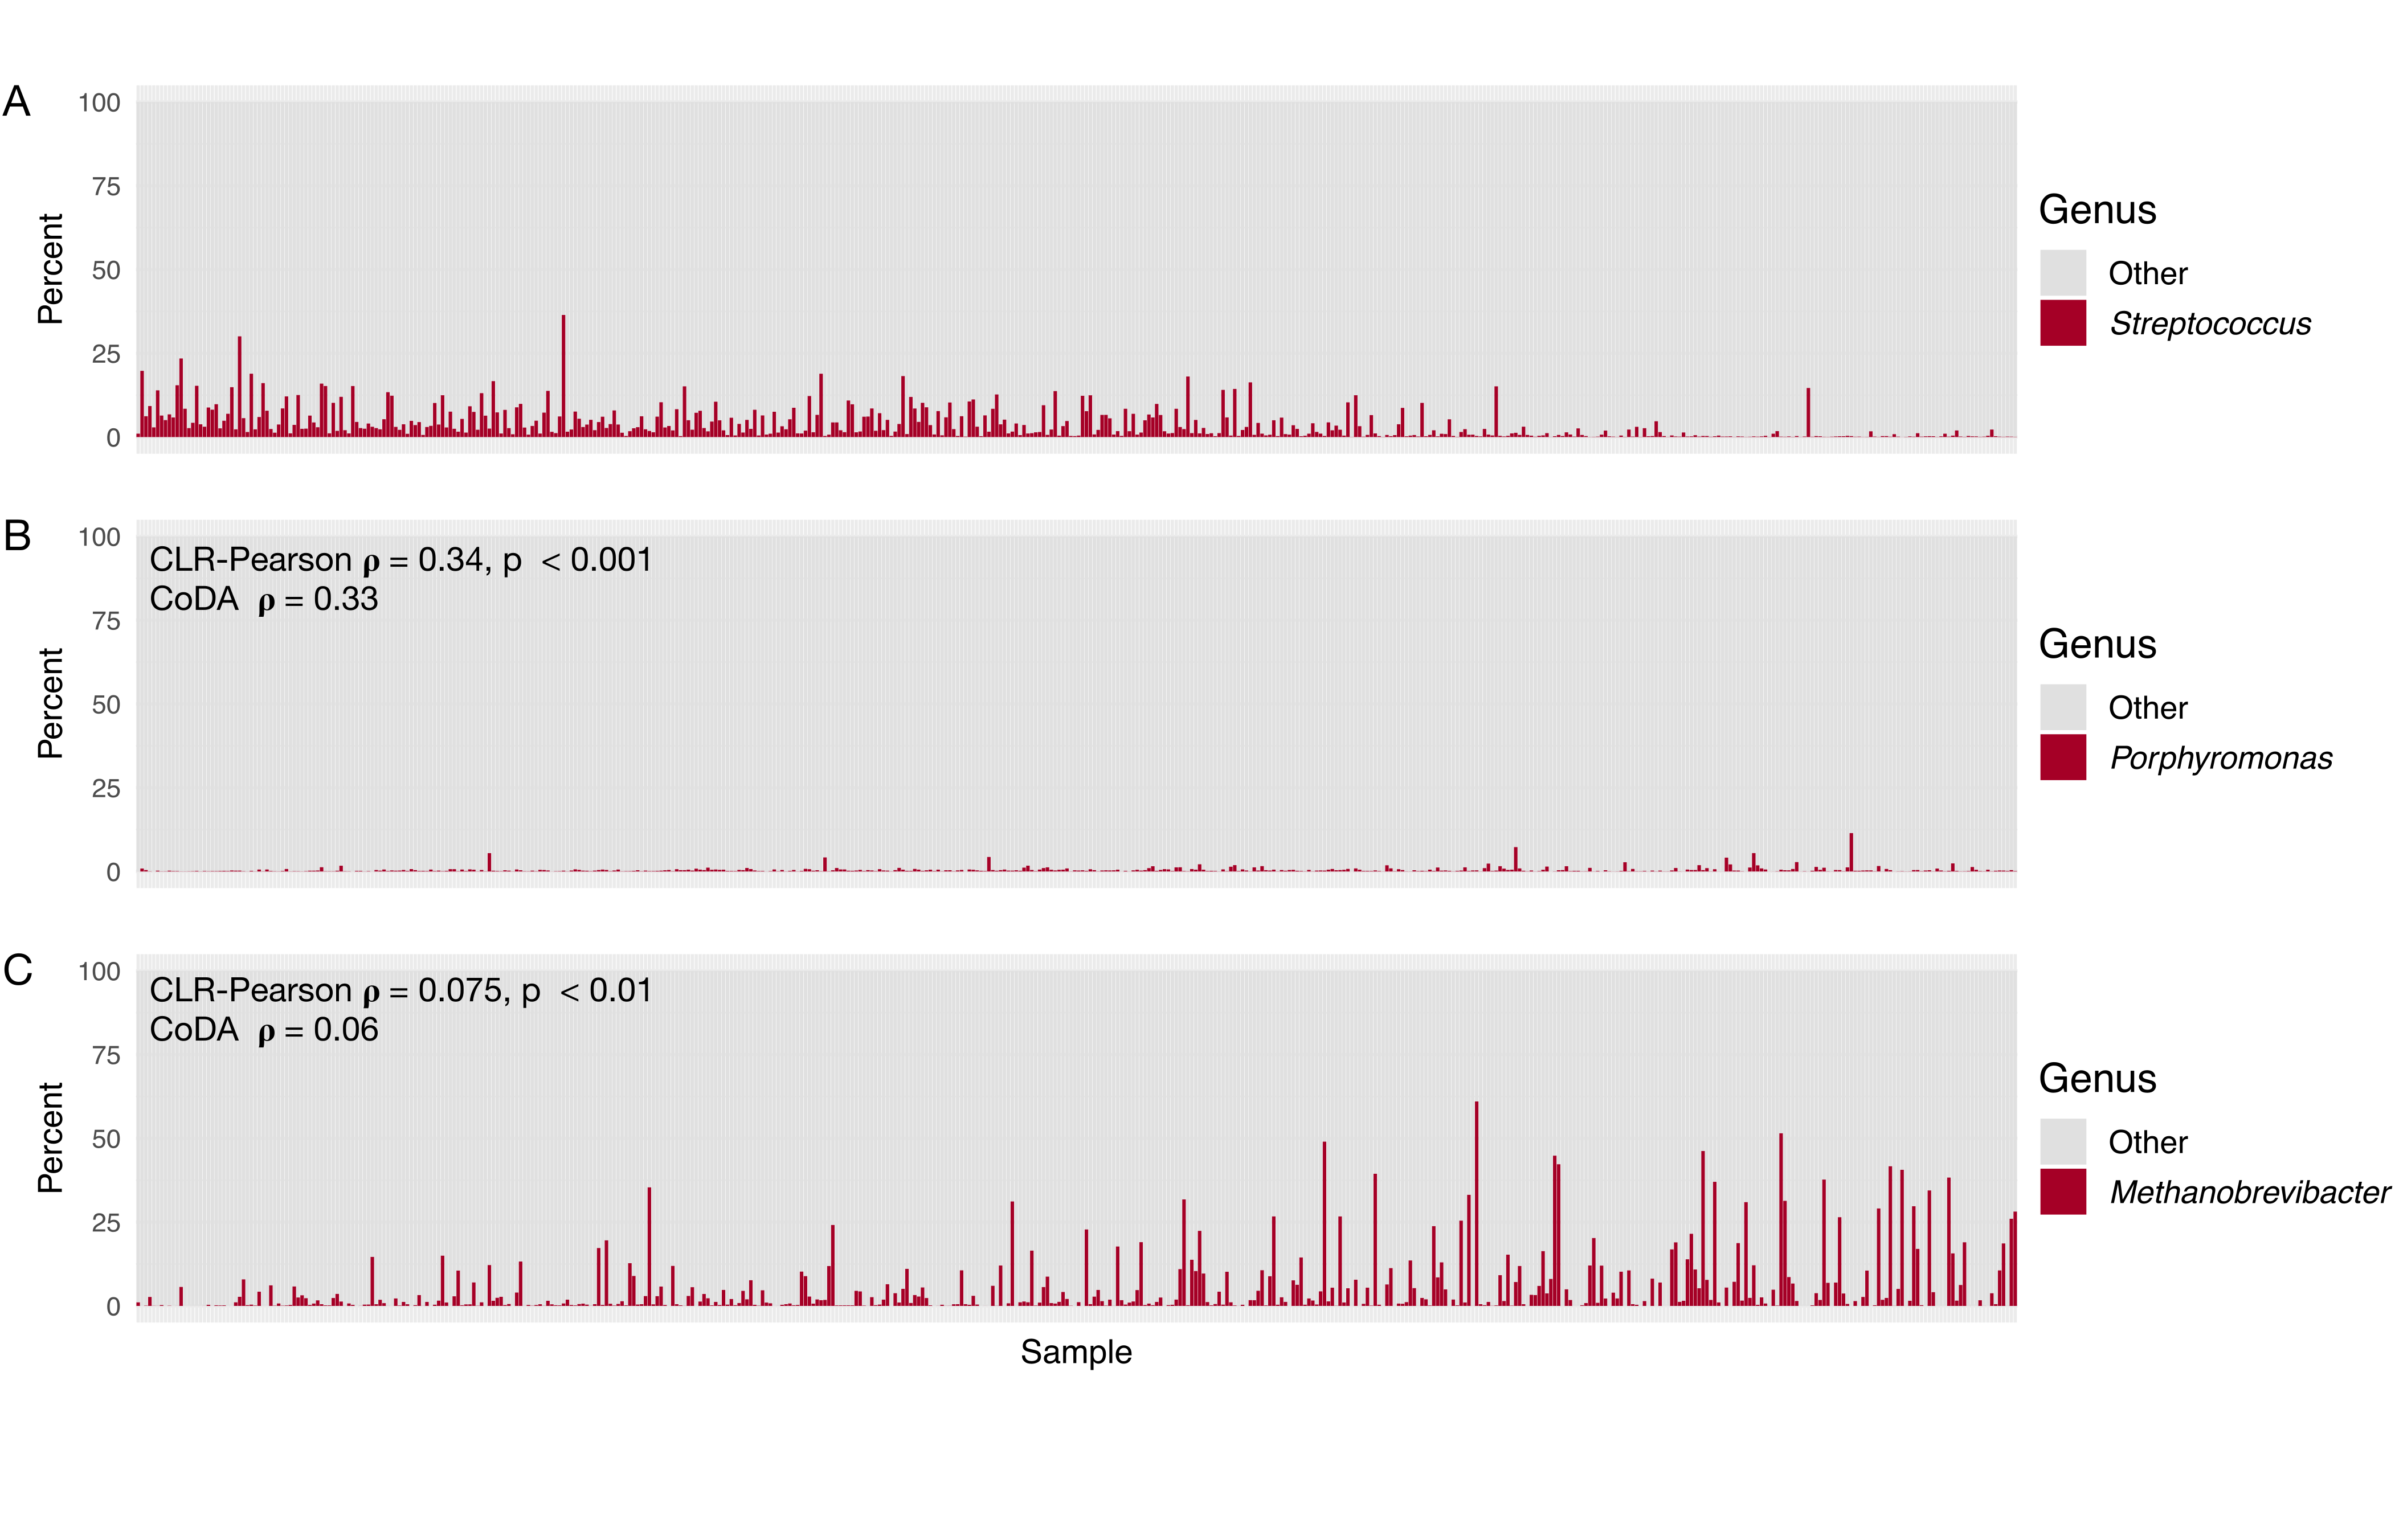 A
100
75
50
25
0
Percent
Genus
Other
Streptococcus
B
100
75
50
25
0
Percent
CLR-Pearson ρ = 0.34, p < 0.001
CoDA ρ = 0.33
Genus
Other
Porphyromonas
C
100
75
50
25
0
Percent
CLR-Pearson ρ = 0.075, p < 0.01
CoDA ρ = 0.06
Genus
Other
Methanobrevibacter
Sample